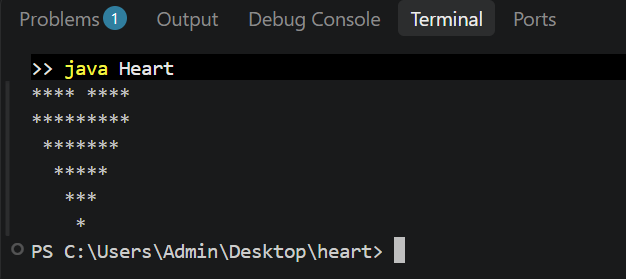 Problems 1 Output Debug Console Terminal Ports
>> java Heart
**** ****
*********
 *******
  *****
   ***
    *
PS C:\Users\Admin\Desktop\heart>